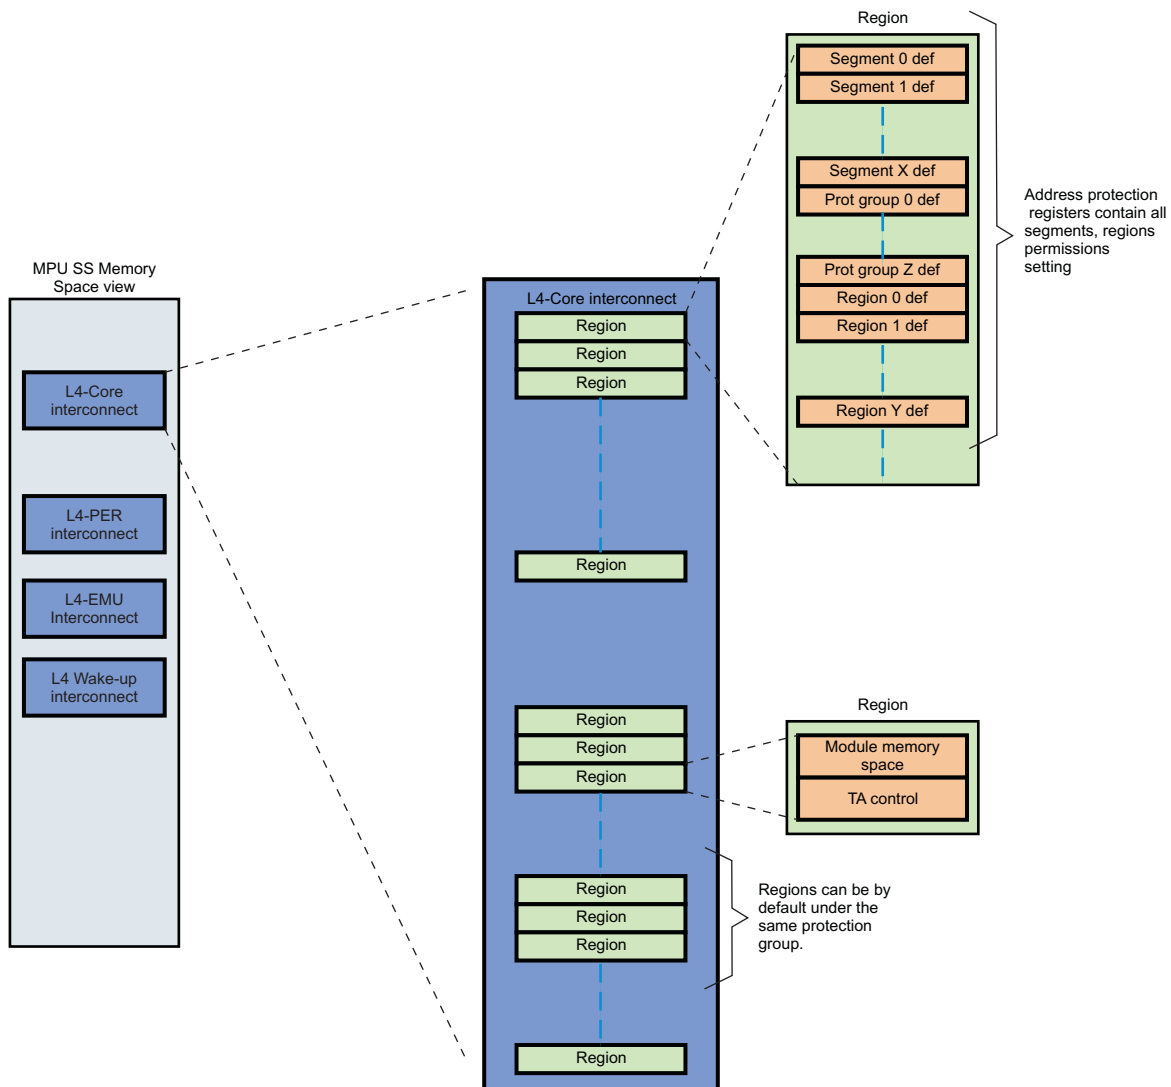 MPU SS Memory
Space view
L4-Core
interconnect
L4-PER
interconnect
L4-EMU
Interconnect
L4 Wake-up
interconnect
L4-Core interconnect
Region
Region
Region
Region
Region
Region
Region
Region
Region
Region
Region
Region
Segment 0 def
Segment 1 def
Segment X def
Prot group 0 def
Prot group Z def
Region 0 def
Region 1 def
Region Y def
Address protection
registers contain all
segments, regions
permissions
setting
Region
Module memory
space
TA control
Regions can be by
default under the
same protection
group.